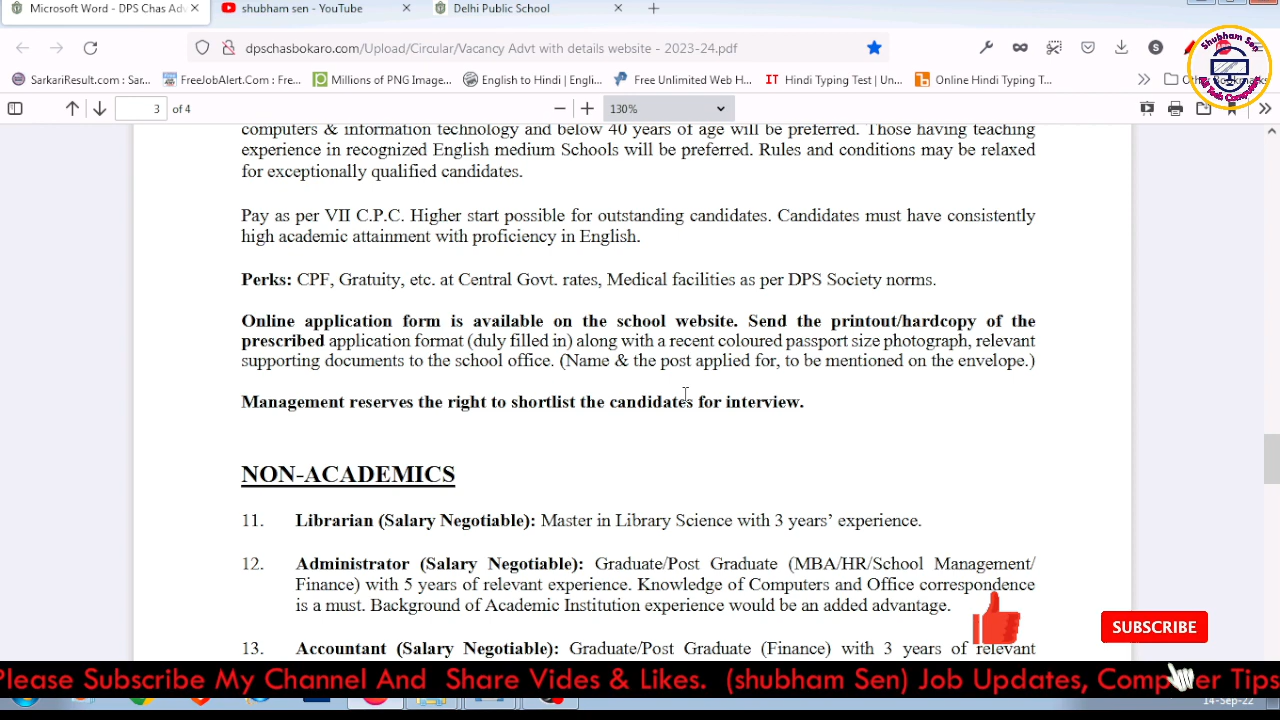 Microsoft Word - DPS Chas Adv
shubham sen - YouTube
Delhi Public School
dpschasbokaro.com/Upload/Circular/Vacancy Advt with details website - 2023-24.pdf
SarkariResult.com : Sar...
FreeJobAlert.Com : Fre...
Millions of PNG Image...
English to Hindi | Engli...
Free Unlimited Web H...
Hindi Typing Test | Un...
Online Hindi Typing T...
3 of 4
130%
Shubham Sen
computers & information technology and below 40 years of age will be preferred. Those having teaching
experience in recognized English medium Schools will be preferred. Rules and conditions may be relaxed
for exceptionally qualified candidates.
Pay as per VII C.P.C. Higher start possible for outstanding candidates. Candidates must have consistently
high academic attainment with proficiency in English.
Perks: CPF, Gratuity, etc. at Central Govt. rates, Medical facilities as per DPS Society norms.
Online application form is available on the school website. Send the printout/hardcopy of the
prescribed application format (duly filled in) along with a recent coloured passport size photograph, relevant
supporting documents to the school office. (Name & the post applied for, to be mentioned on the envelope.)
Management reserves the right to shortlist the candidates for interview.
NON-ACADEMICS
11. Librarian (Salary Negotiable): Master in Library Science with 3 years’ experience.
12. Administrator (Salary Negotiable): Graduate/Post Graduate (MBA/HR/School Management/
Finance) with 5 years of relevant experience. Knowledge of Computers and Office correspondence
is a must. Background of Academic Institution experience would be an added advantage.
13. Accountant (Salary Negotiable): Graduate/Post Graduate (Finance) with 3 years of relevant
SUBSCRIBE
Please Subscribe My Channel And Share Videos & Likes. (shubham Sen) Job Updates, Computer Tips
14-Sep-22